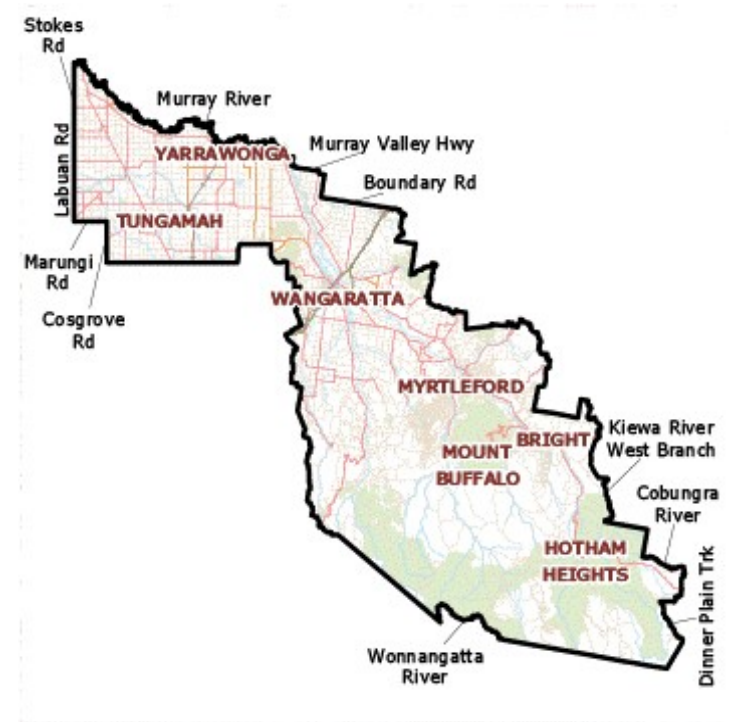 Stokes
Rd
Murray River
Labuan Rd
Murray Valley Hwy
YARRAWONGA
Boundary Rd
TUNGAMAH
Marungi
Rd
WANGARATTA
Cosgrove
Rd
MYRTLEFORD
Kiewa River
West Branch
BRIGHT
MOUNT
BUFFALO
Cobungra
River
HOTHAM
HEIGHTS
Dinner Plain Trk
Wonnangatta
River